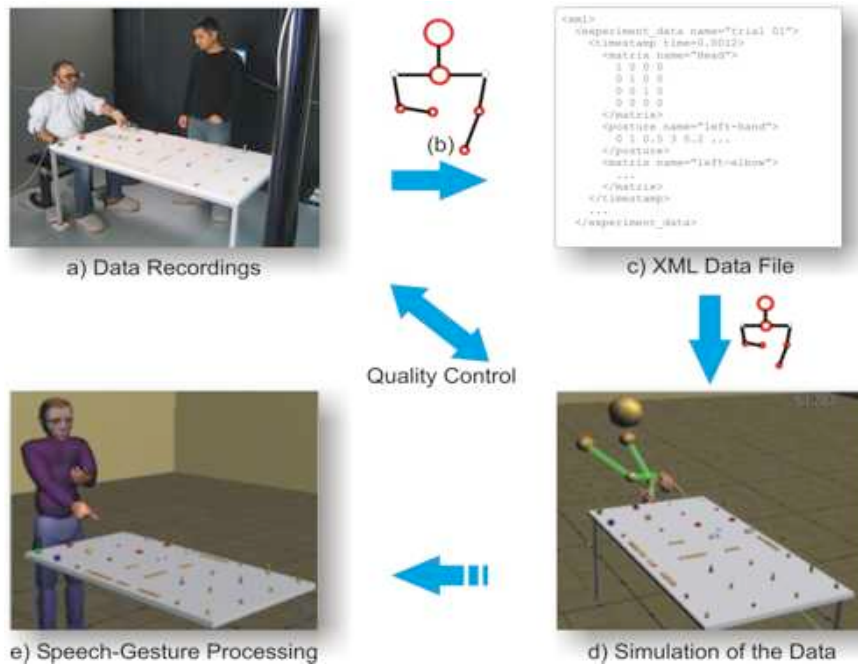 <xml>
<experiment_data name="trial 01">
<timestamp time=0.0012>
<matrix name="Head">
1 0 0 0
0 1 0 0
0 0 1 0
0 0 0 0
</matrix>
<posture name="left-hand">
0 1 0.5 3 0.2 ...
</posture>
<matrix name="left-elbow">
...
</matrix>
</timestamp>
...
</experiment_data>
(b)
a) Data Recordings
c) XML Data File
Quality Control
e) Speech-Gesture Processing
d) Simulation of the Data